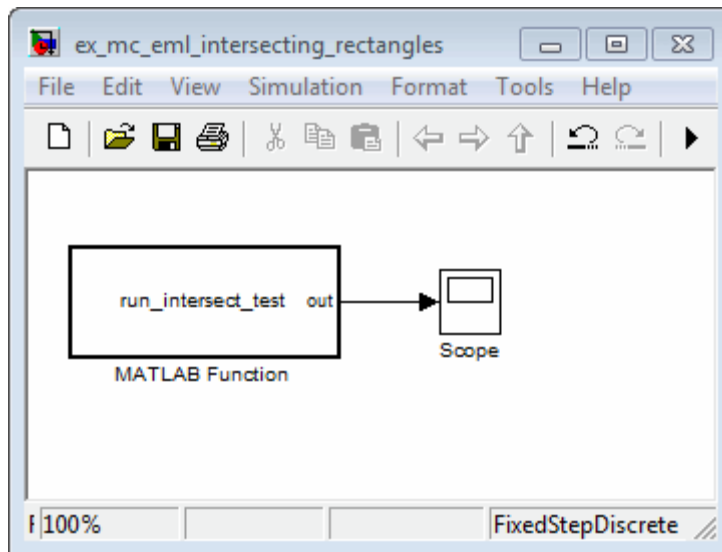 ex_mc_eml_intersecting_rectangles
File Edit View Simulation Format Tools Help
run_intersect_test out
Scope
MATLAB Function
100% FixedStepDiscrete